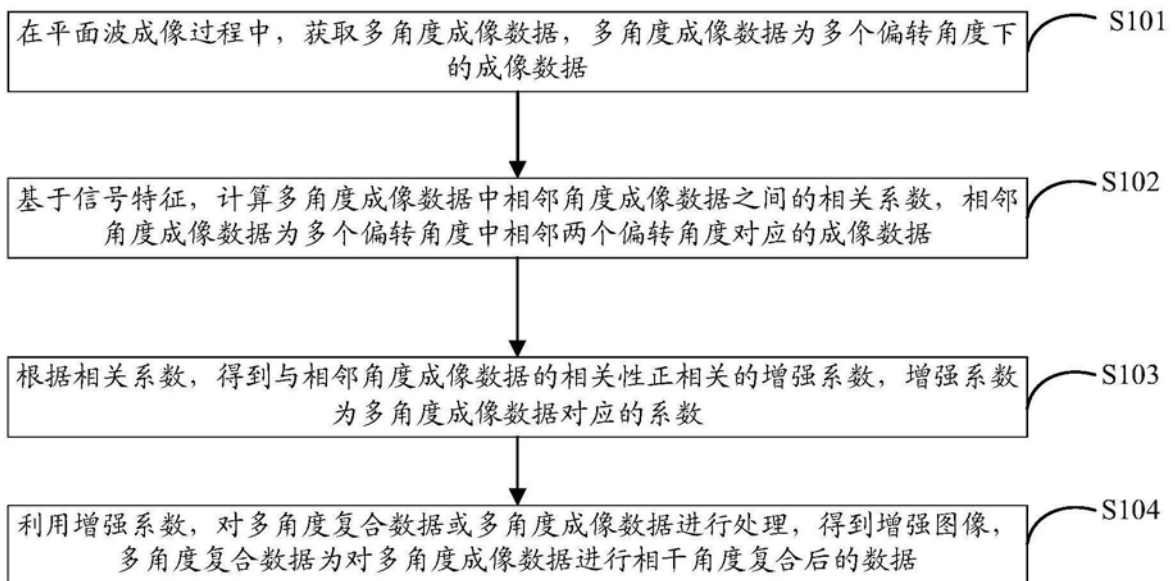 在平面波成像过程中，获取多角度成像数据，多角度成像数据为多个偏转角度下
的成像数据
S101
基于信号特征，计算多角度成像数据中相邻角度成像数据之间的相关系数，相邻
角度成像数据为多个偏转角度中相邻两个偏转角度对应的成像数据
S102
根据相关系数，得到与相邻角度成像数据的相关性正相关的增强系数，增强系数
为多角度成像数据对应的系数
S103
利用增强系数，对多角度复合数据或多角度成像数据进行处理，得到增强图像，
多角度复合数据为对多角度成像数据进行相干角度复合后的数据
S104